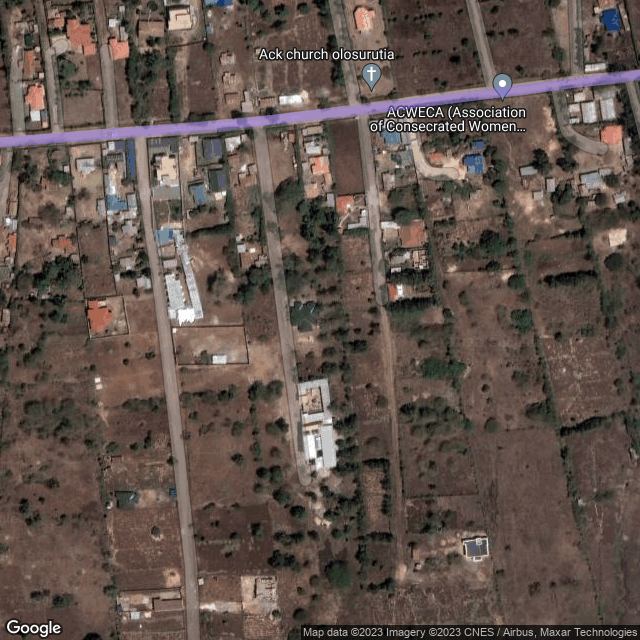 Ack church olosurutia
ACWECA (Association
of Consecrated Women...
Google
Map data ©2023 Imagery ©2023 CNES / Airbus, Maxar Technologies